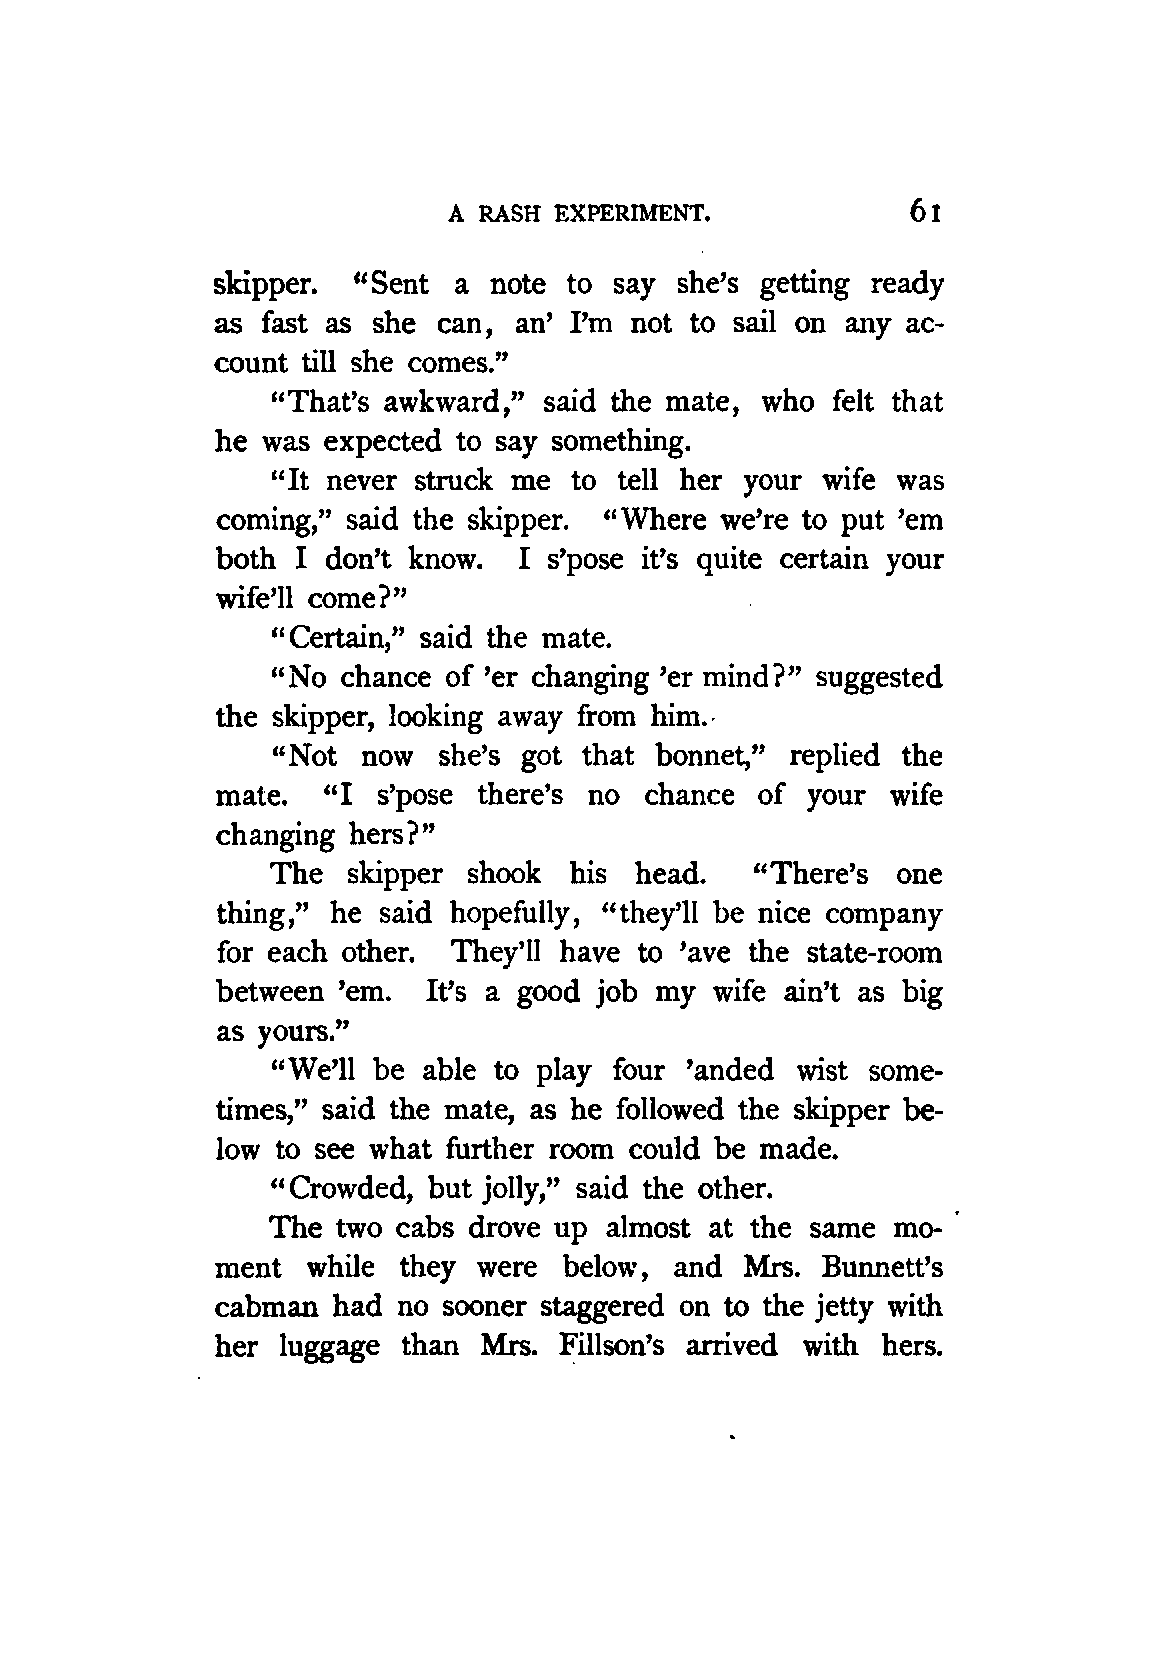 A RASH EXPERIMENT. 61
skipper. “Sent a note to say she’s getting ready
as fast as she can, an’ I’m not to sail on any ac-
count till she comes.”
“That’s awkward,” said the mate, who felt that
he was expected to say something.
“It never struck me to tell her your wife was
coming,” said the skipper. “Where we’re to put ’em
both I don’t know. I s’pose it’s quite certain your
wife’ll come?”
“Certain,” said the mate.
“No chance of ’er changing ’er mind?” suggested
the skipper, looking away from him.
“Not now she’s got that bonnet,” replied the
mate. “I s’pose there’s no chance of your wife
changing hers?”
The skipper shook his head. “There’s one
thing,” he said hopefully, “they’ll be nice company
for each other. They’ll have to ’ave the state-room
between ’em. It’s a good job my wife ain’t as big
as yours.”
“We’ll be able to play four ’anded wist some-
times,” said the mate, as he followed the skipper be-
low to see what further room could be made.
“Crowded, but jolly,” said the other.
The two cabs drove up almost at the same mo-
ment while they were below, and Mrs. Bunnett’s
cabman had no sooner staggered on to the jetty with
her luggage than Mrs. Fillson’s arrived with hers.